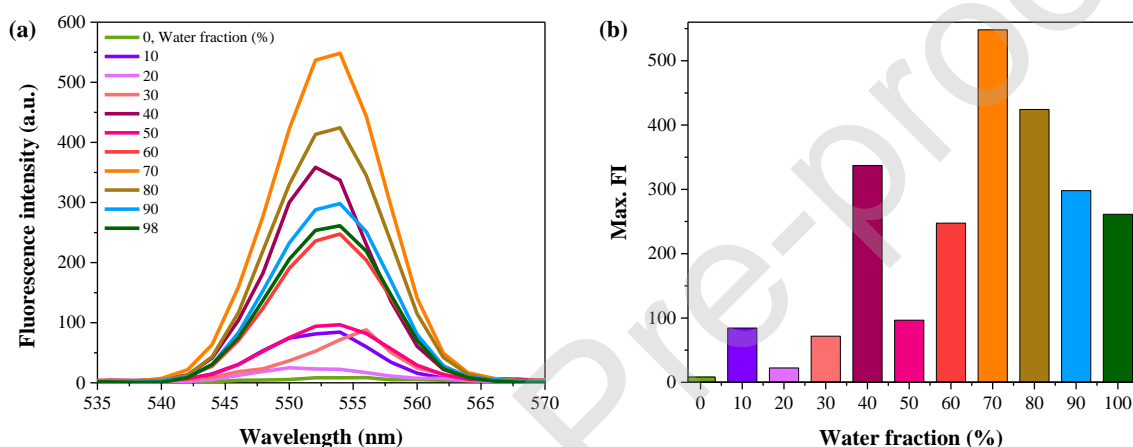 (a)
600
500
400
300
200
100
0
Fluorescence intensity (a.u.)
0, Water fraction (%)
10
20
30
40
50
60
70
80
90
98
535 540 545 550 555 560 565 570
Wavelength (nm)
(b)
500
400
300
200
100
0
Max. FI
0 10 20 30 40 50 60 70 80 90 100
Water fraction (%)
Pre-proo